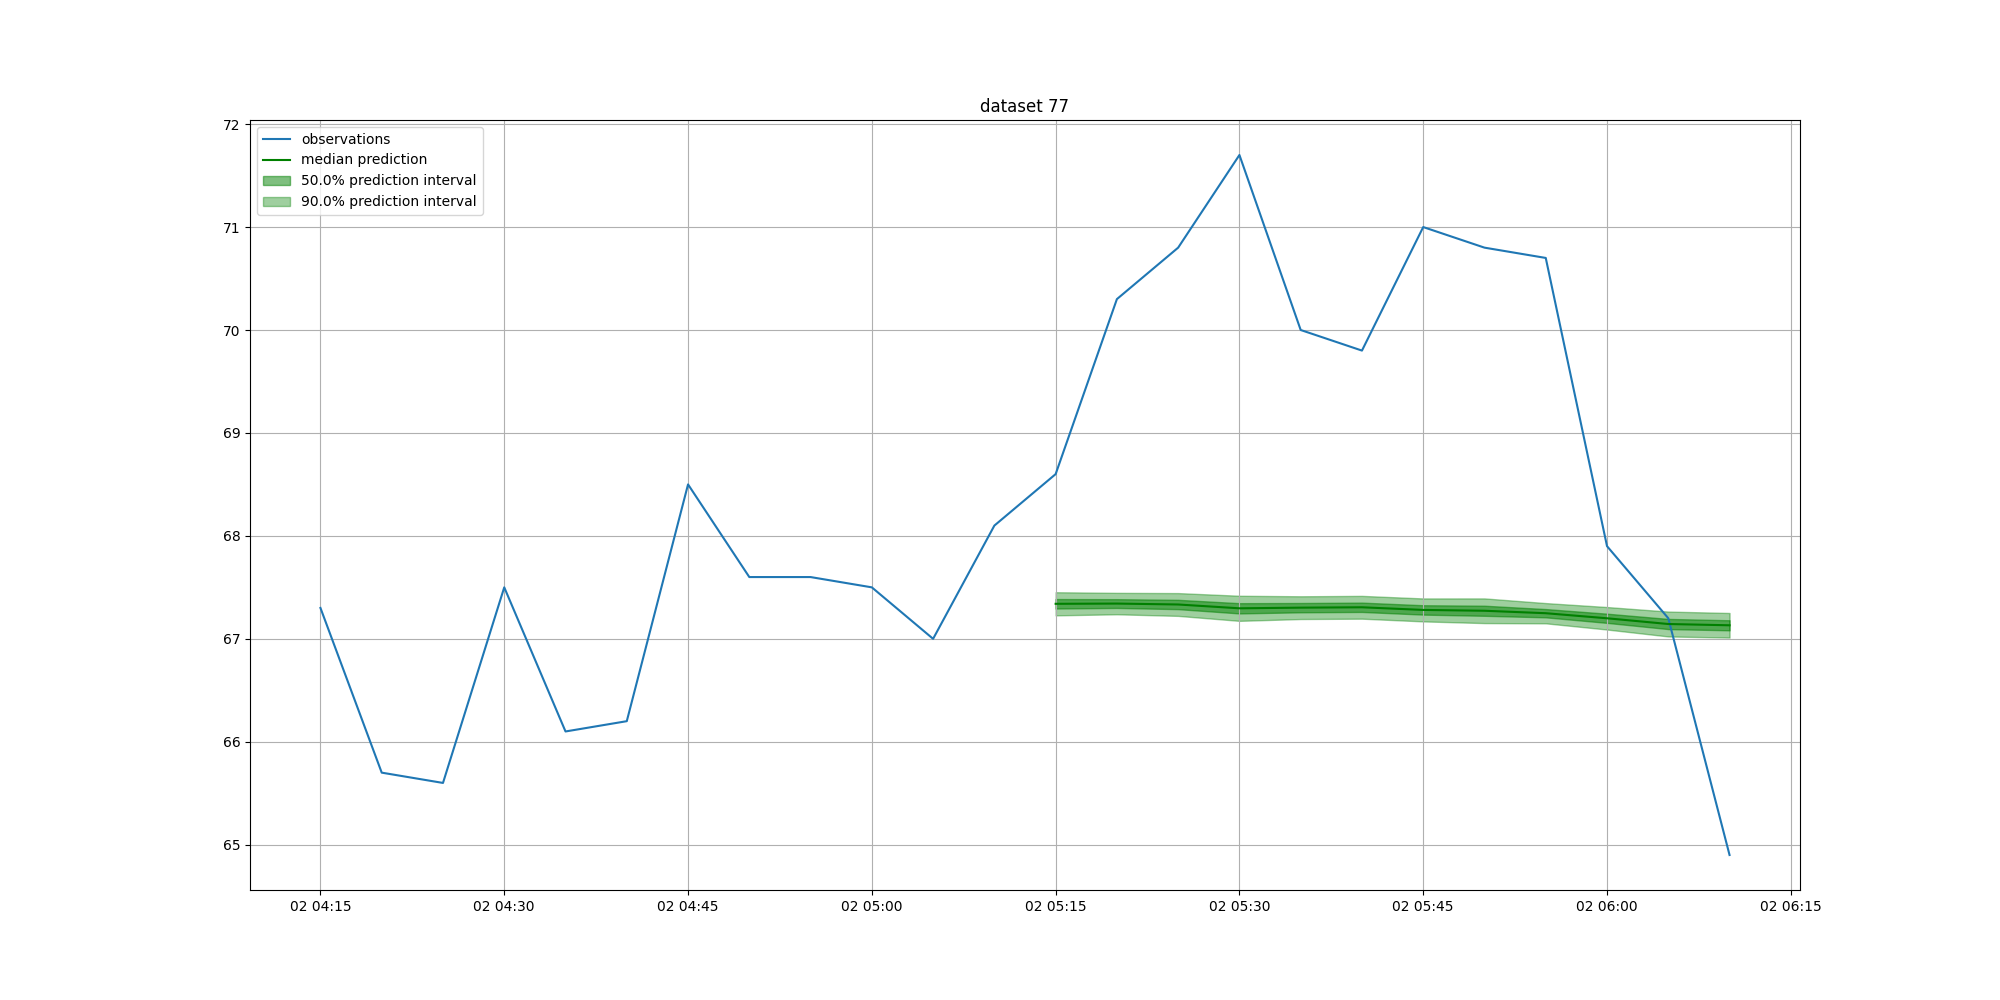 dataset 77
72
observations
median prediction
50.0% prediction interval
90.0% prediction interval
71
70
69
68
67
66
65
02 04:15 02 04:30 02 04:45 02 05:00 02 05:15 02 05:30 02 05:45 02 06:00 02 06:15